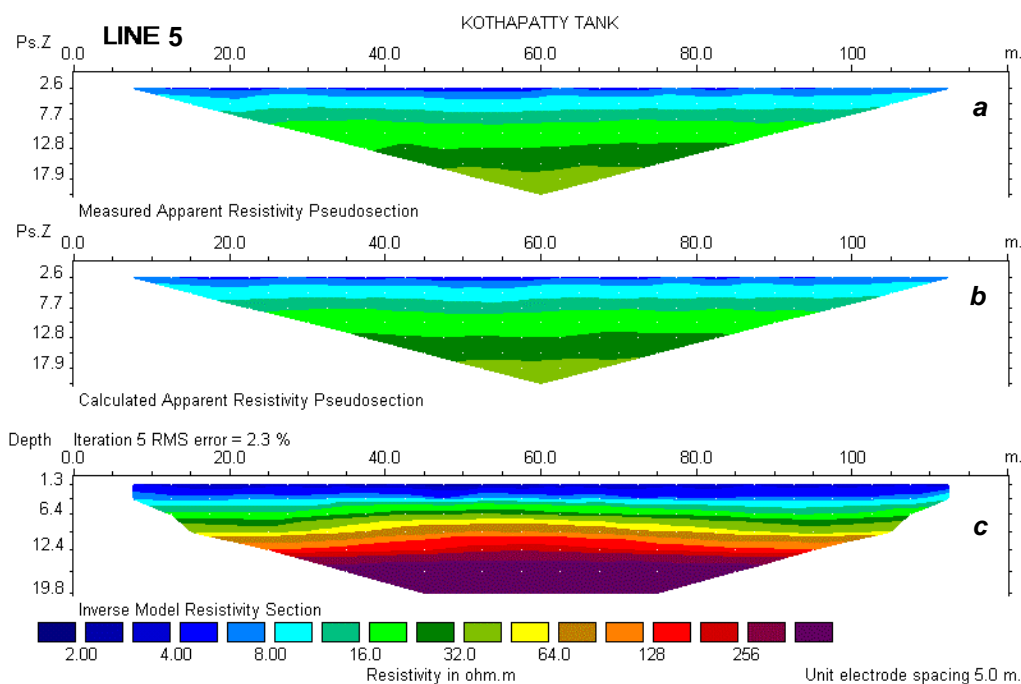 KOTHAPATTY TANK
LINE 5
Ps.Z 0.0 20.0 40.0 60.0 80.0 100 m.
2.6
a
7.7
12.8
17.9
Measured Apparent Resistivity Pseudosection
Ps.Z 0.0 20.0 40.0 60.0 80.0 100 m.
2.6
b
7.7
12.8
17.9
Calculated Apparent Resistivity Pseudosection
Depth Iteration 5 RMS error = 2.3 %
0.0 20.0 40.0 60.0 80.0 100 m.
1.3
6.4
c
12.4
19.8
Inverse Model Resistivity Section
2.00 4.00 8.00 16.0 32.0 64.0 128 256
Resistivity in ohm.m Unit electrode spacing 5.0 m.